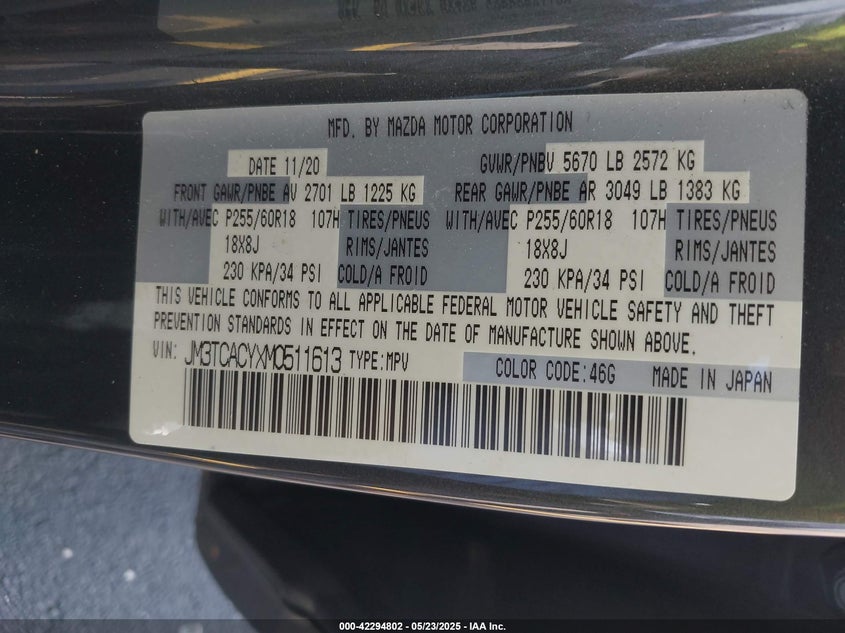 MFD. BY MAZDA MOTOR CORPORATION
DATE 11/20 GVWR/PNBV 5670 LB 2572 KG
FRONT GAWR/PNBE AV 2701 LB 1225 KG REAR GAWR/PNBE AR 3049 LB 1383 KG
WITH/AVEC P255/60R18 107H TIRES/PNEUS WITH/AVEC P255/60R18 107H TIRES/PNEUS
18X8J RIMS/JANTES 18X8J RIMS/JANTES
230 KPA/34 PSI COLD/A FROID 230 KPA/34 PSI COLD/A FROID
THIS VEHICLE CONFORMS TO ALL APPLICABLE FEDERAL MOTOR VEHICLE SAFETY AND THEFT
PREVENTION STANDARDS IN EFFECT ON THE DATE OF MANUFACTURE SHOWN ABOVE.
VIN: JM3TCACYXM0511613 TYPE:MPV COLOR CODE:46G MADE IN JAPAN
000-42294802 - 05/23/2025 - IAA Inc.